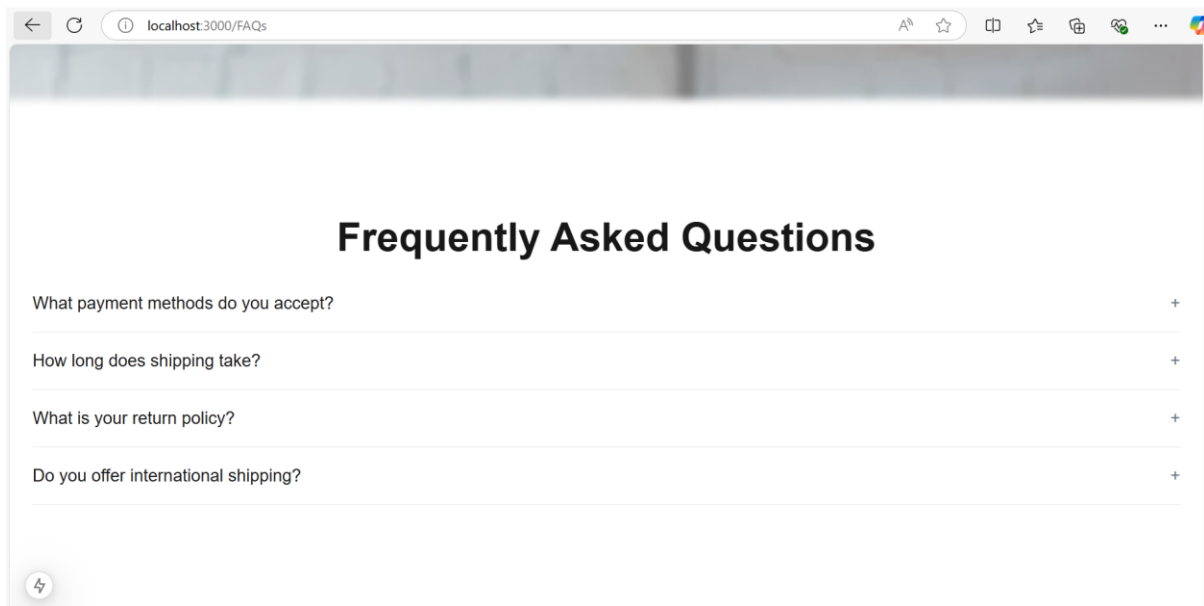 localhost:3000/FAQs
Frequently Asked Questions
What payment methods do you accept?
+
How long does shipping take?
+
What is your return policy?
+
Do you offer international shipping?
+